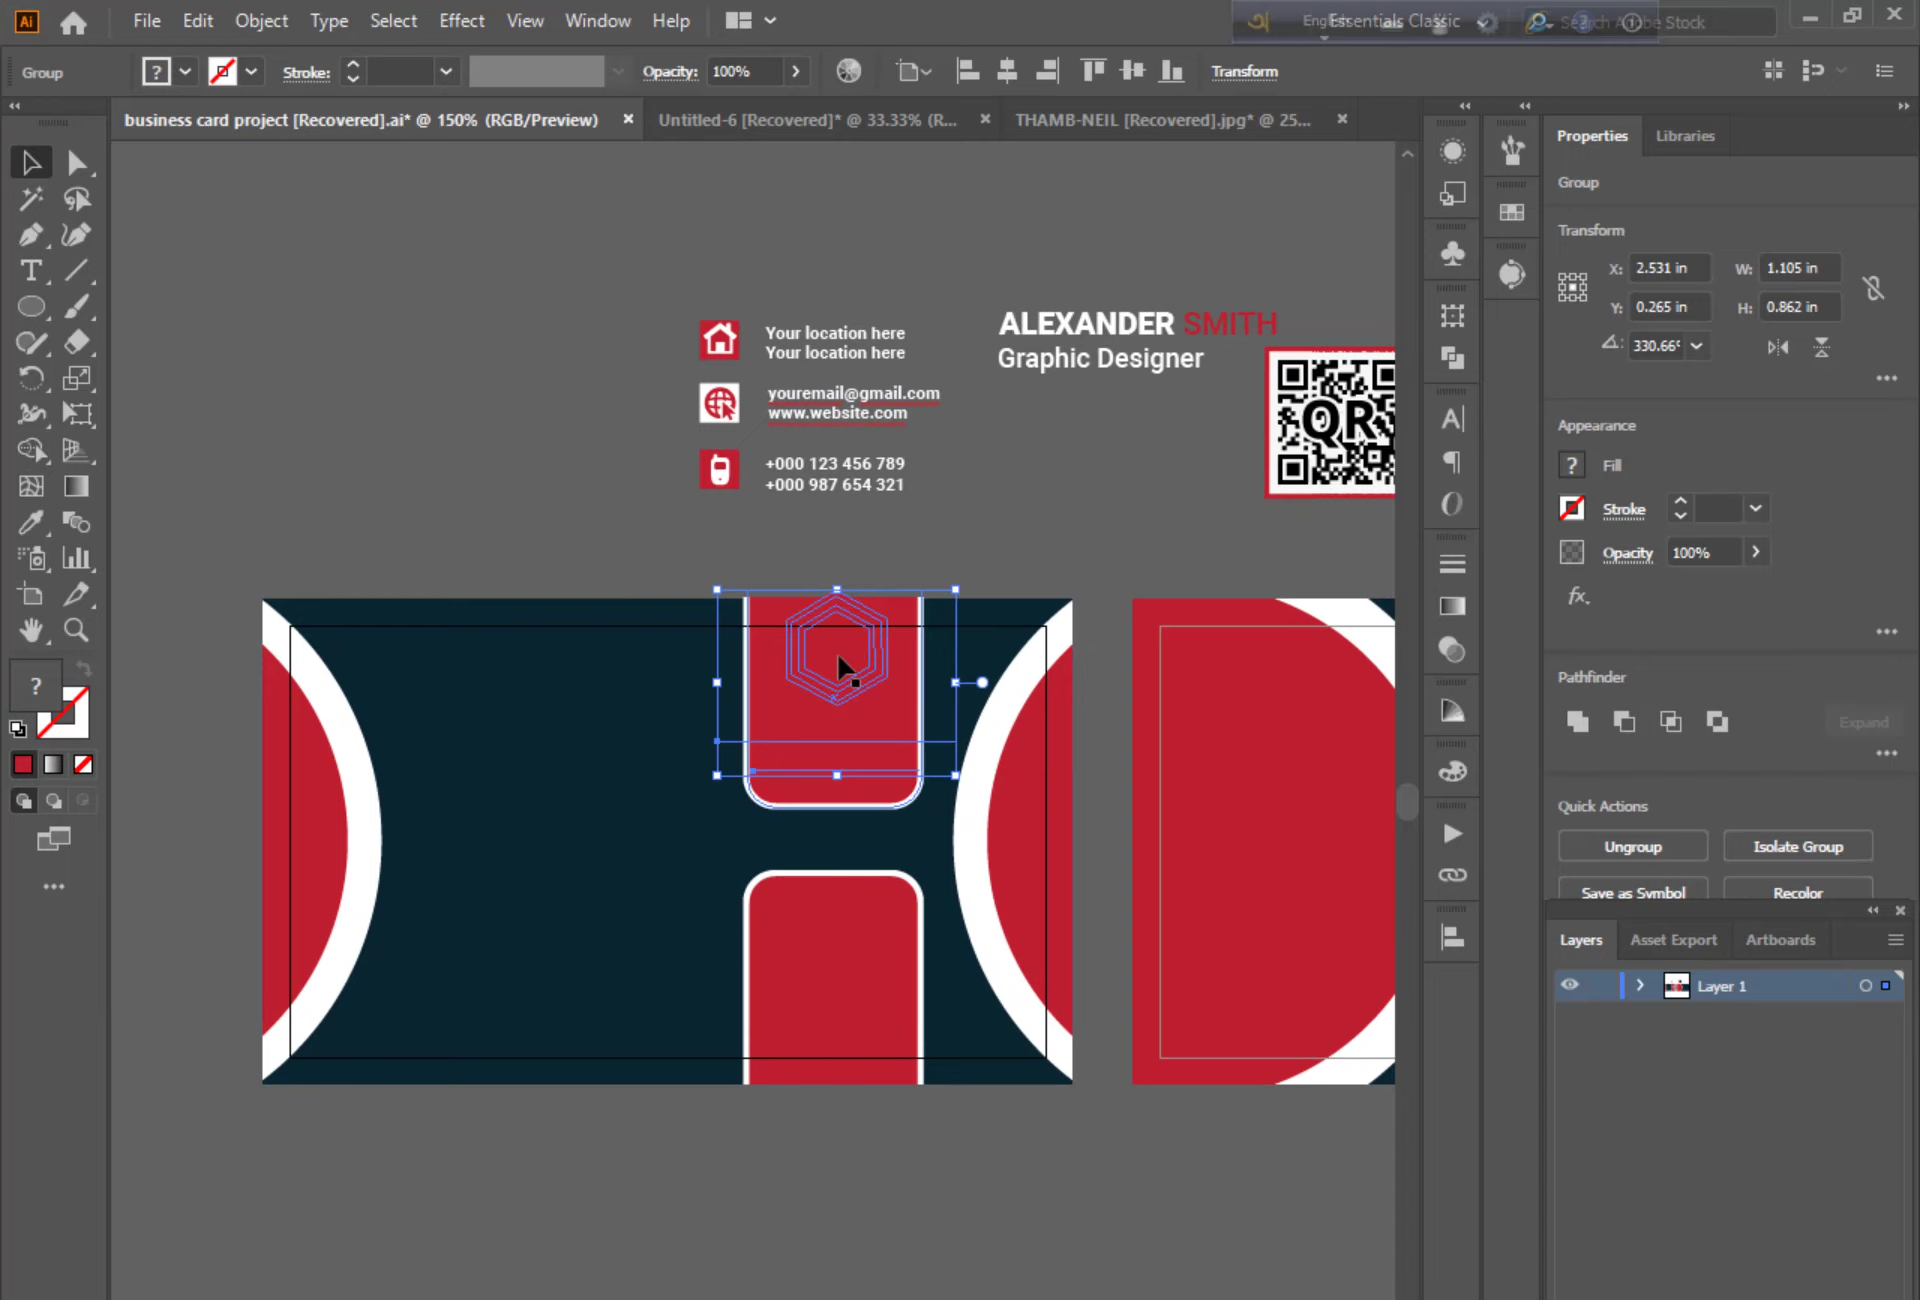 Ai
File Edit Object Type Select Effect View Window Help
Essentials Classic
Search Adobe Stock
Group
Stroke:
Opacity: 100%
Transform
business card project [Recovered].ai* @ 150% (RGB/Preview) ×
Untitled-6 [Recovered]* @ 33.33% (R... ×
THAMB-NEIL [Recovered].jpg* @ 25... ×
Properties Libraries
Group
Transform
X: 2.531 in W: 1.105 in
Y: 0.265 in H: 0.862 in
330.66°
Appearance
? Fill
Stroke
Opacity 100%
fx.
Pathfinder
Expand
Quick Actions
Ungroup Isolate Group
Save as Symbol Recolor
Layers Asset Export Artboards
Layer 1
Your location here
Your location here
youremail@gmail.com
www.website.com
+000 123 456 789
+000 987 654 321
ALEXANDER SMITH
Graphic Designer
QR